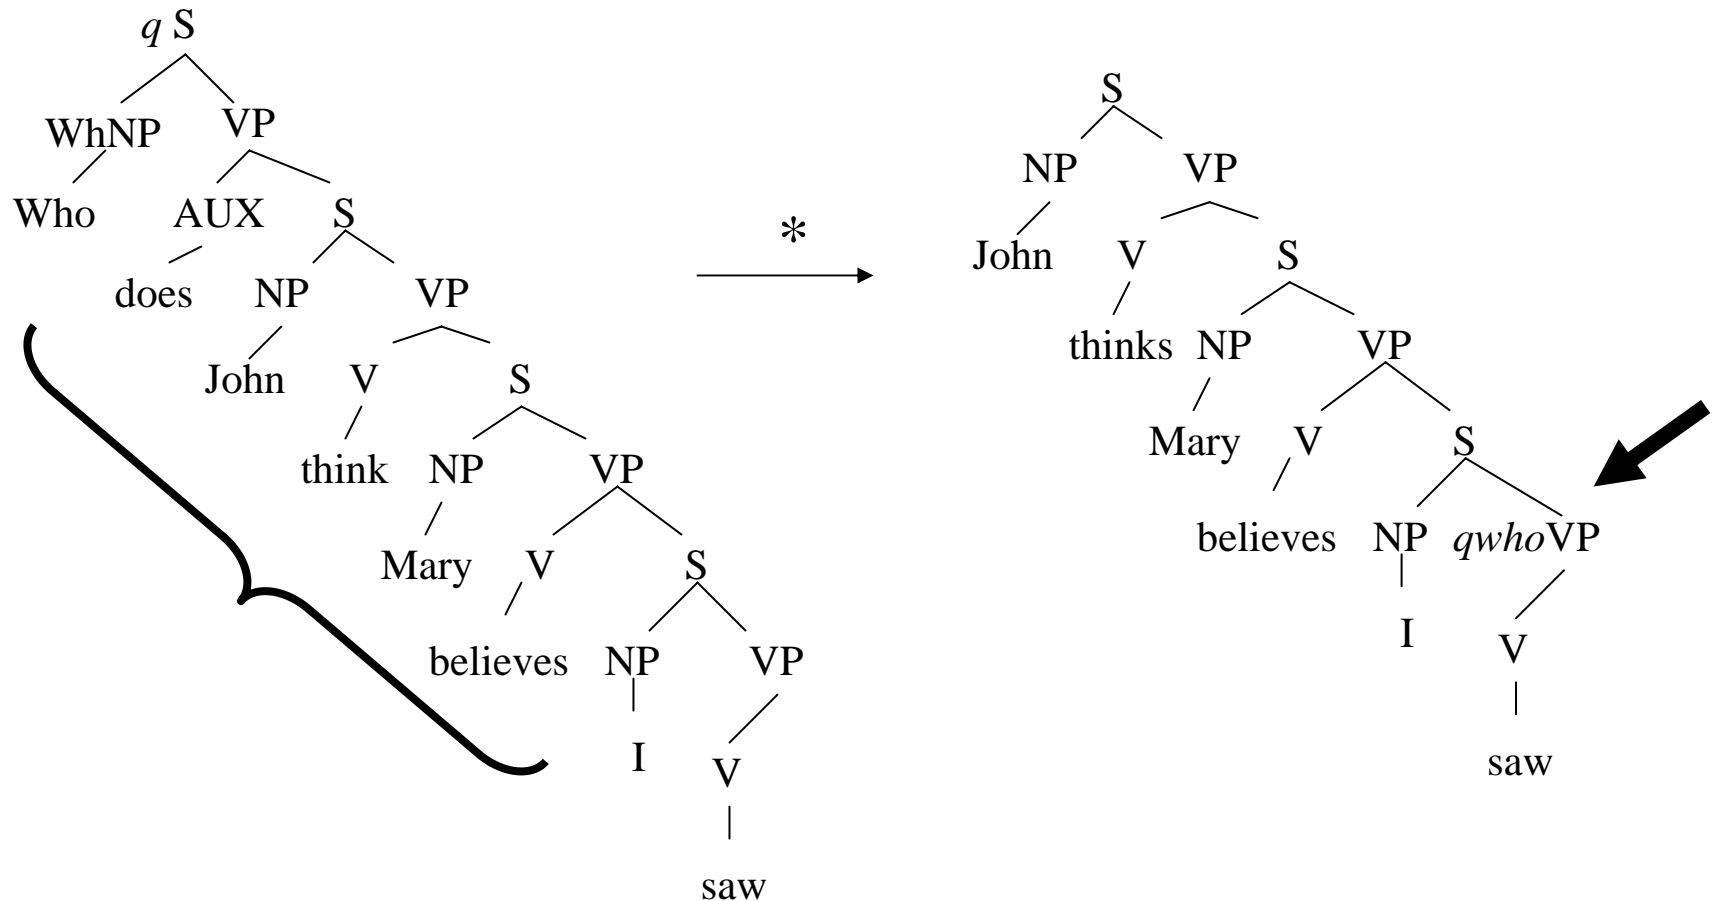 q S
WhNP VP
Who AUX S
does NP VP
John V S
think NP VP
Mary V S
believes NP VP
I V
saw
*
S
NP VP
John V S
thinks NP VP
Mary V S
believes NP qwhoVP
I V
saw